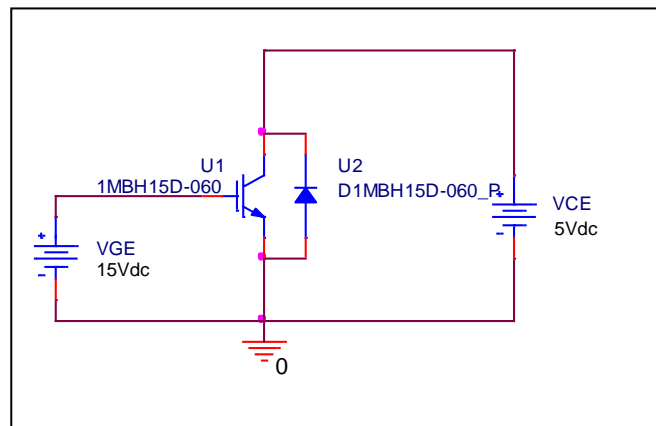 U1
1MBH15D-060
U2
D1MBH15D-060_P
VGE
15Vdc
VCE
5Vdc
+
-
+
-
0